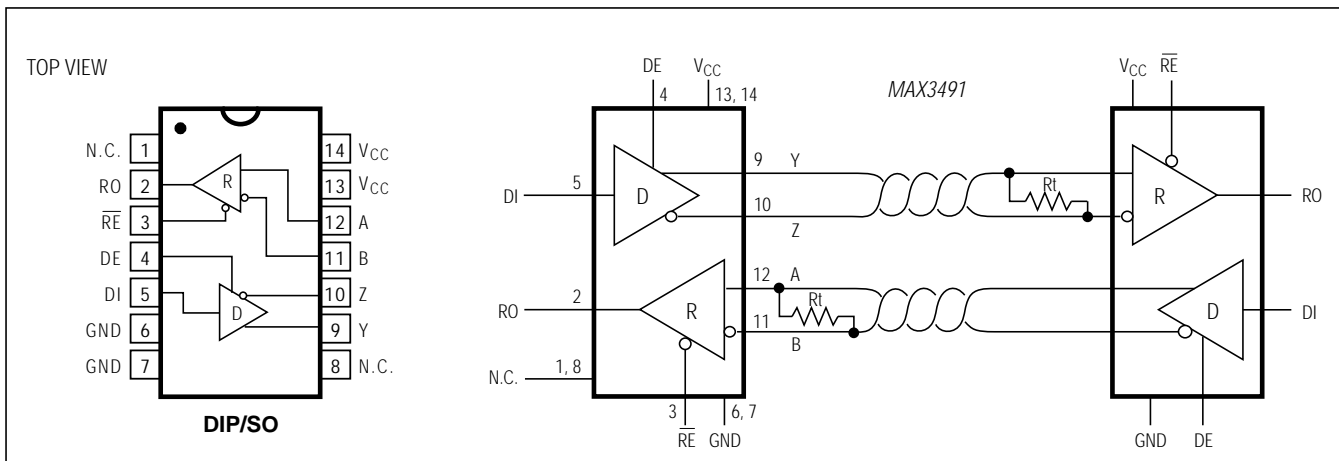 TOP VIEW
N.C. 1
RO 2
RE 3
DE 4
DI 5
GND 6
GND 7
14 VCC
13 VCC
12 A
11 B
10 Z
9 Y
8 N.C.
R
D
DIP/SO
MAX3491
DE
4
VCC
13, 14
DI
5
D
9 Y
10
Z
Rt
RO
2
R
12 A
11
B
Rt
N.C.
1, 8
3
RE
6, 7
GND
VCC
RE
R
RO
D
DI
GND
DE